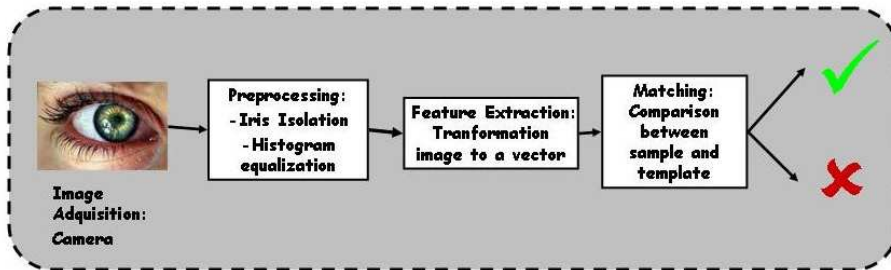 Image
Adquisition:
Camera
Preprocessing:
-Iris Isolation
-Histogram
equalization
Feature Extraction:
Tranformation
image to a vector
Matching:
Comparison
between
sample and
template